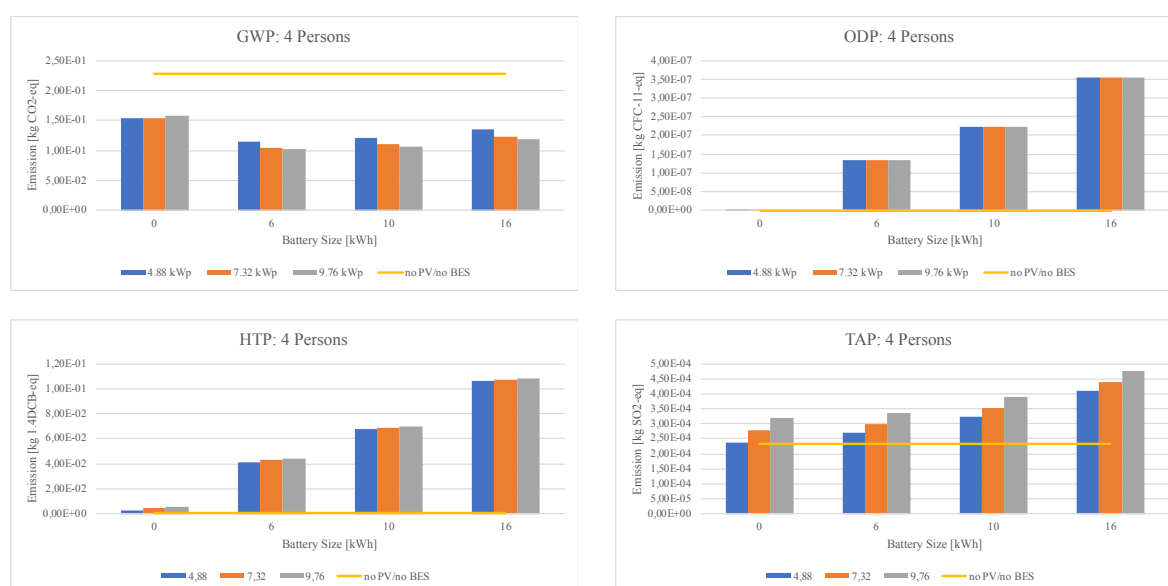 GWP: 4 Persons
Emission [kg CO2-eq]
2,50E-01
2,00E-01
1,50E-01
1,00E-01
5,00E-02
0,00E+00
0 6 10 16
Battery Size [kWh]
4.88 kWp 7.32 kWp 9.76 kWp no PV/no BES
ODP: 4 Persons
Emission [kg CFC-11-eq]
4,00E-07
3,50E-07
3,00E-07
2,50E-07
2,00E-07
1,50E-07
1,00E-07
5,00E-08
0,00E+00
0 6 10 16
Battery Size [kWh]
4.88 kWp 7.32 kWp 9.76 kWp no PV/no BES
HTP: 4 Persons
Emission [kg 1.4DCB-eq]
1,20E-01
1,00E-01
8,00E-02
6,00E-02
4,00E-02
2,00E-02
0,00E+00
0 6 10 16
Battery Size [kWh]
4,88 7,32 9,76 no PV/no BES
TAP: 4 Persons
Emission [kg SO2-eq]
5,00E-04
4,50E-04
4,00E-04
3,50E-04
3,00E-04
2,50E-04
2,00E-04
1,50E-04
1,00E-04
5,00E-05
0,00E+00
0 6 10 16
Battery Size [kWh]
4,88 7,32 9,76 no PV/no BES